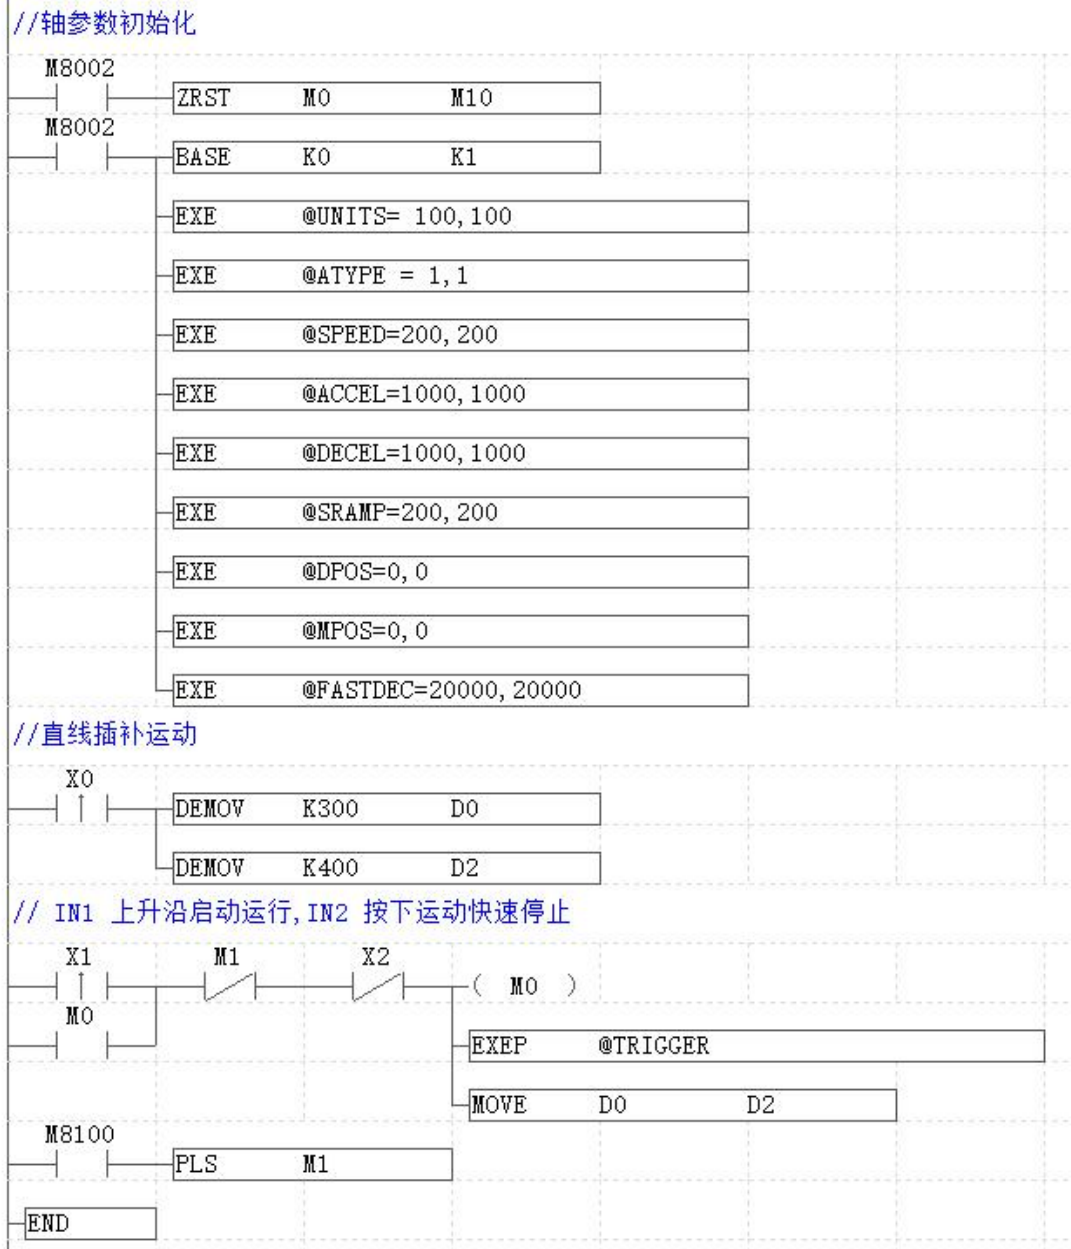 //轴参数初始化
M8002
ZRST M0 M10
M8002
BASE K0 K1
EXE @UNITS= 100,100
EXE @ATYPE = 1,1
EXE @SPEED=200,200
EXE @ACCEL=1000,1000
EXE @DECEL=1000,1000
EXE @SRAMP=200,200
EXE @DPOS=0,0
EXE @MPOS=0,0
EXE @FASTDEC=20000,20000
//直线插补运动
X0
DEMOV K300 D0
DEMOV K400 D2
// IN1 上升沿启动运行,IN2 按下运动快速停止
X1 M1 X2
( M0 )
M0
EXEP @TRIGGER
MOVE D0 D2
M8100
PLS M1
END